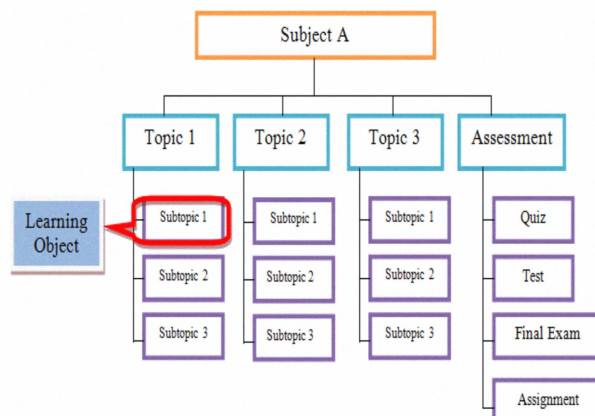 Subject A
Topic 1
Topic 2
Topic 3
Assessment
Learning
Object
Subtopic 1
Subtopic 1
Subtopic 1
Quiz
Subtopic 2
Subtopic 2
Subtopic 2
Test
Subtopic 3
Subtopic 3
Subtopic 3
Final Exam
Assignment